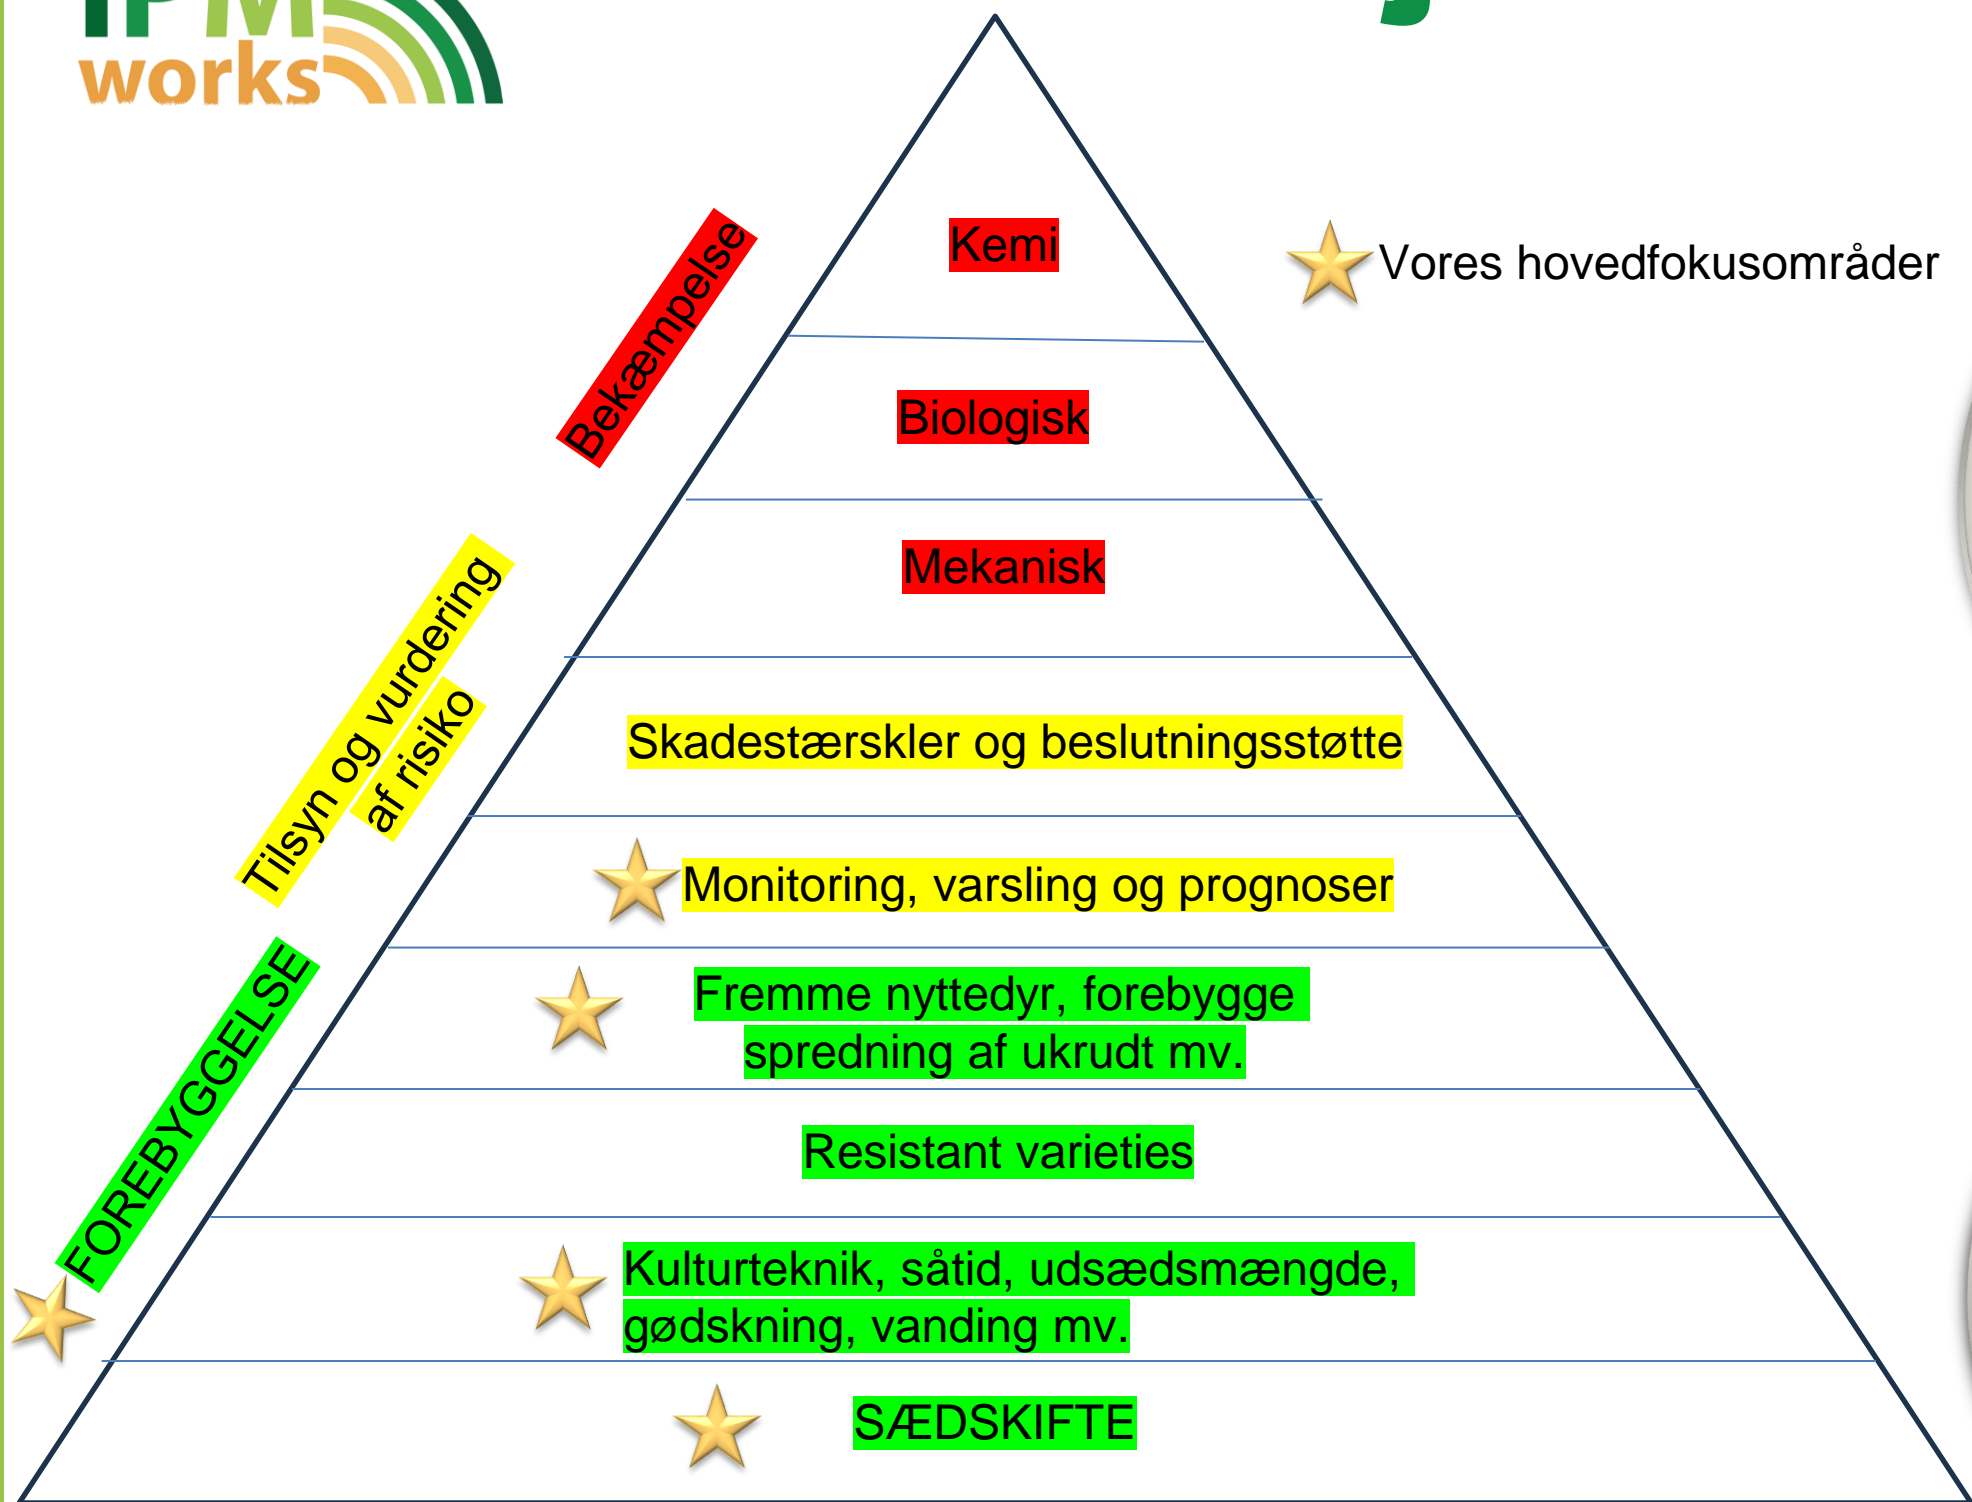 IPM
works
Kemi
Vores hovedfokusområder
Bekæmpelse
Biologisk
Mekanisk
Tilsyn og vurdering
af risiko
Skadestærskler og beslutningsstøtte
Monitoring, varsling og prognoser
FOREBYGGELSE
Fremme nyttedyr, forebygge
spredning af ukrudt mv.
Resistant varieties
Kulturteknik, såtid, udsædsmængde,
gødskning, vanding mv.
SÆDSKIFTE